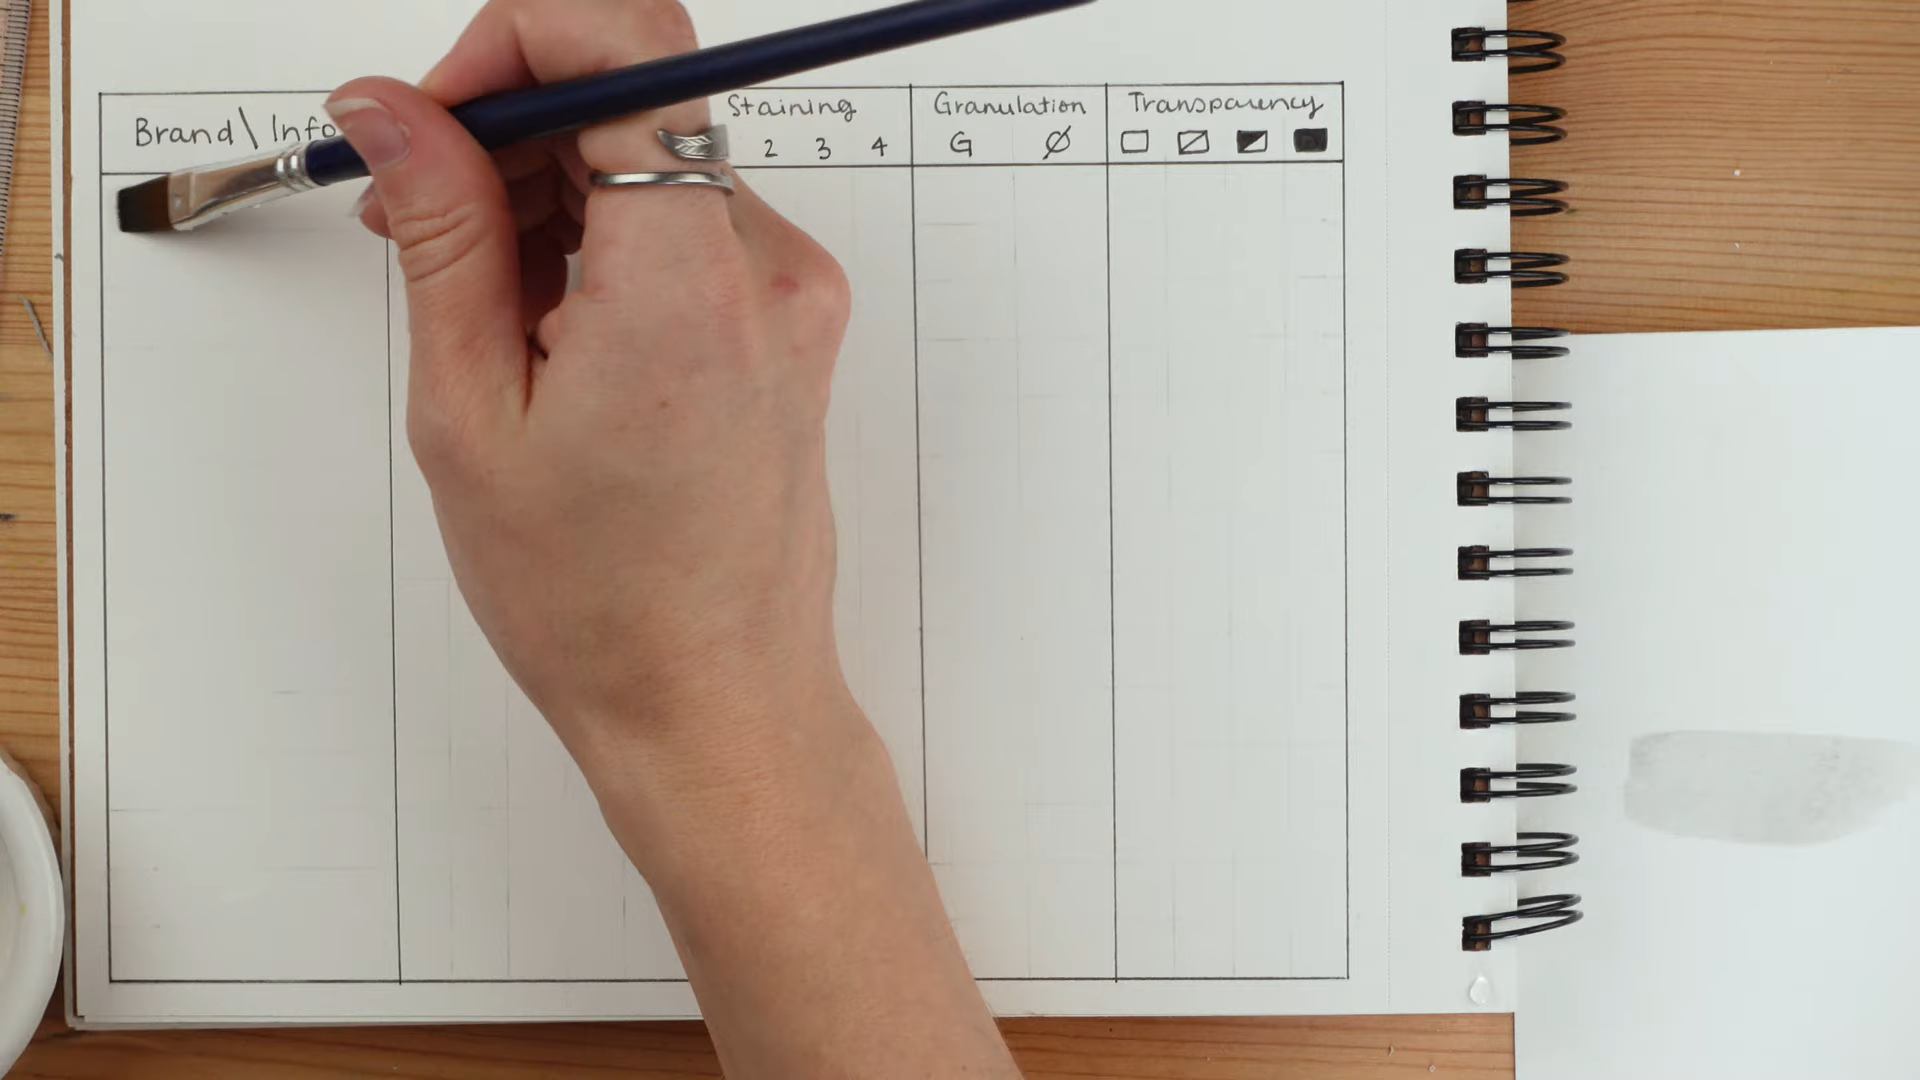 Brand\ Info
Staining
2 3 4
Granulation
G Ø
Transparency